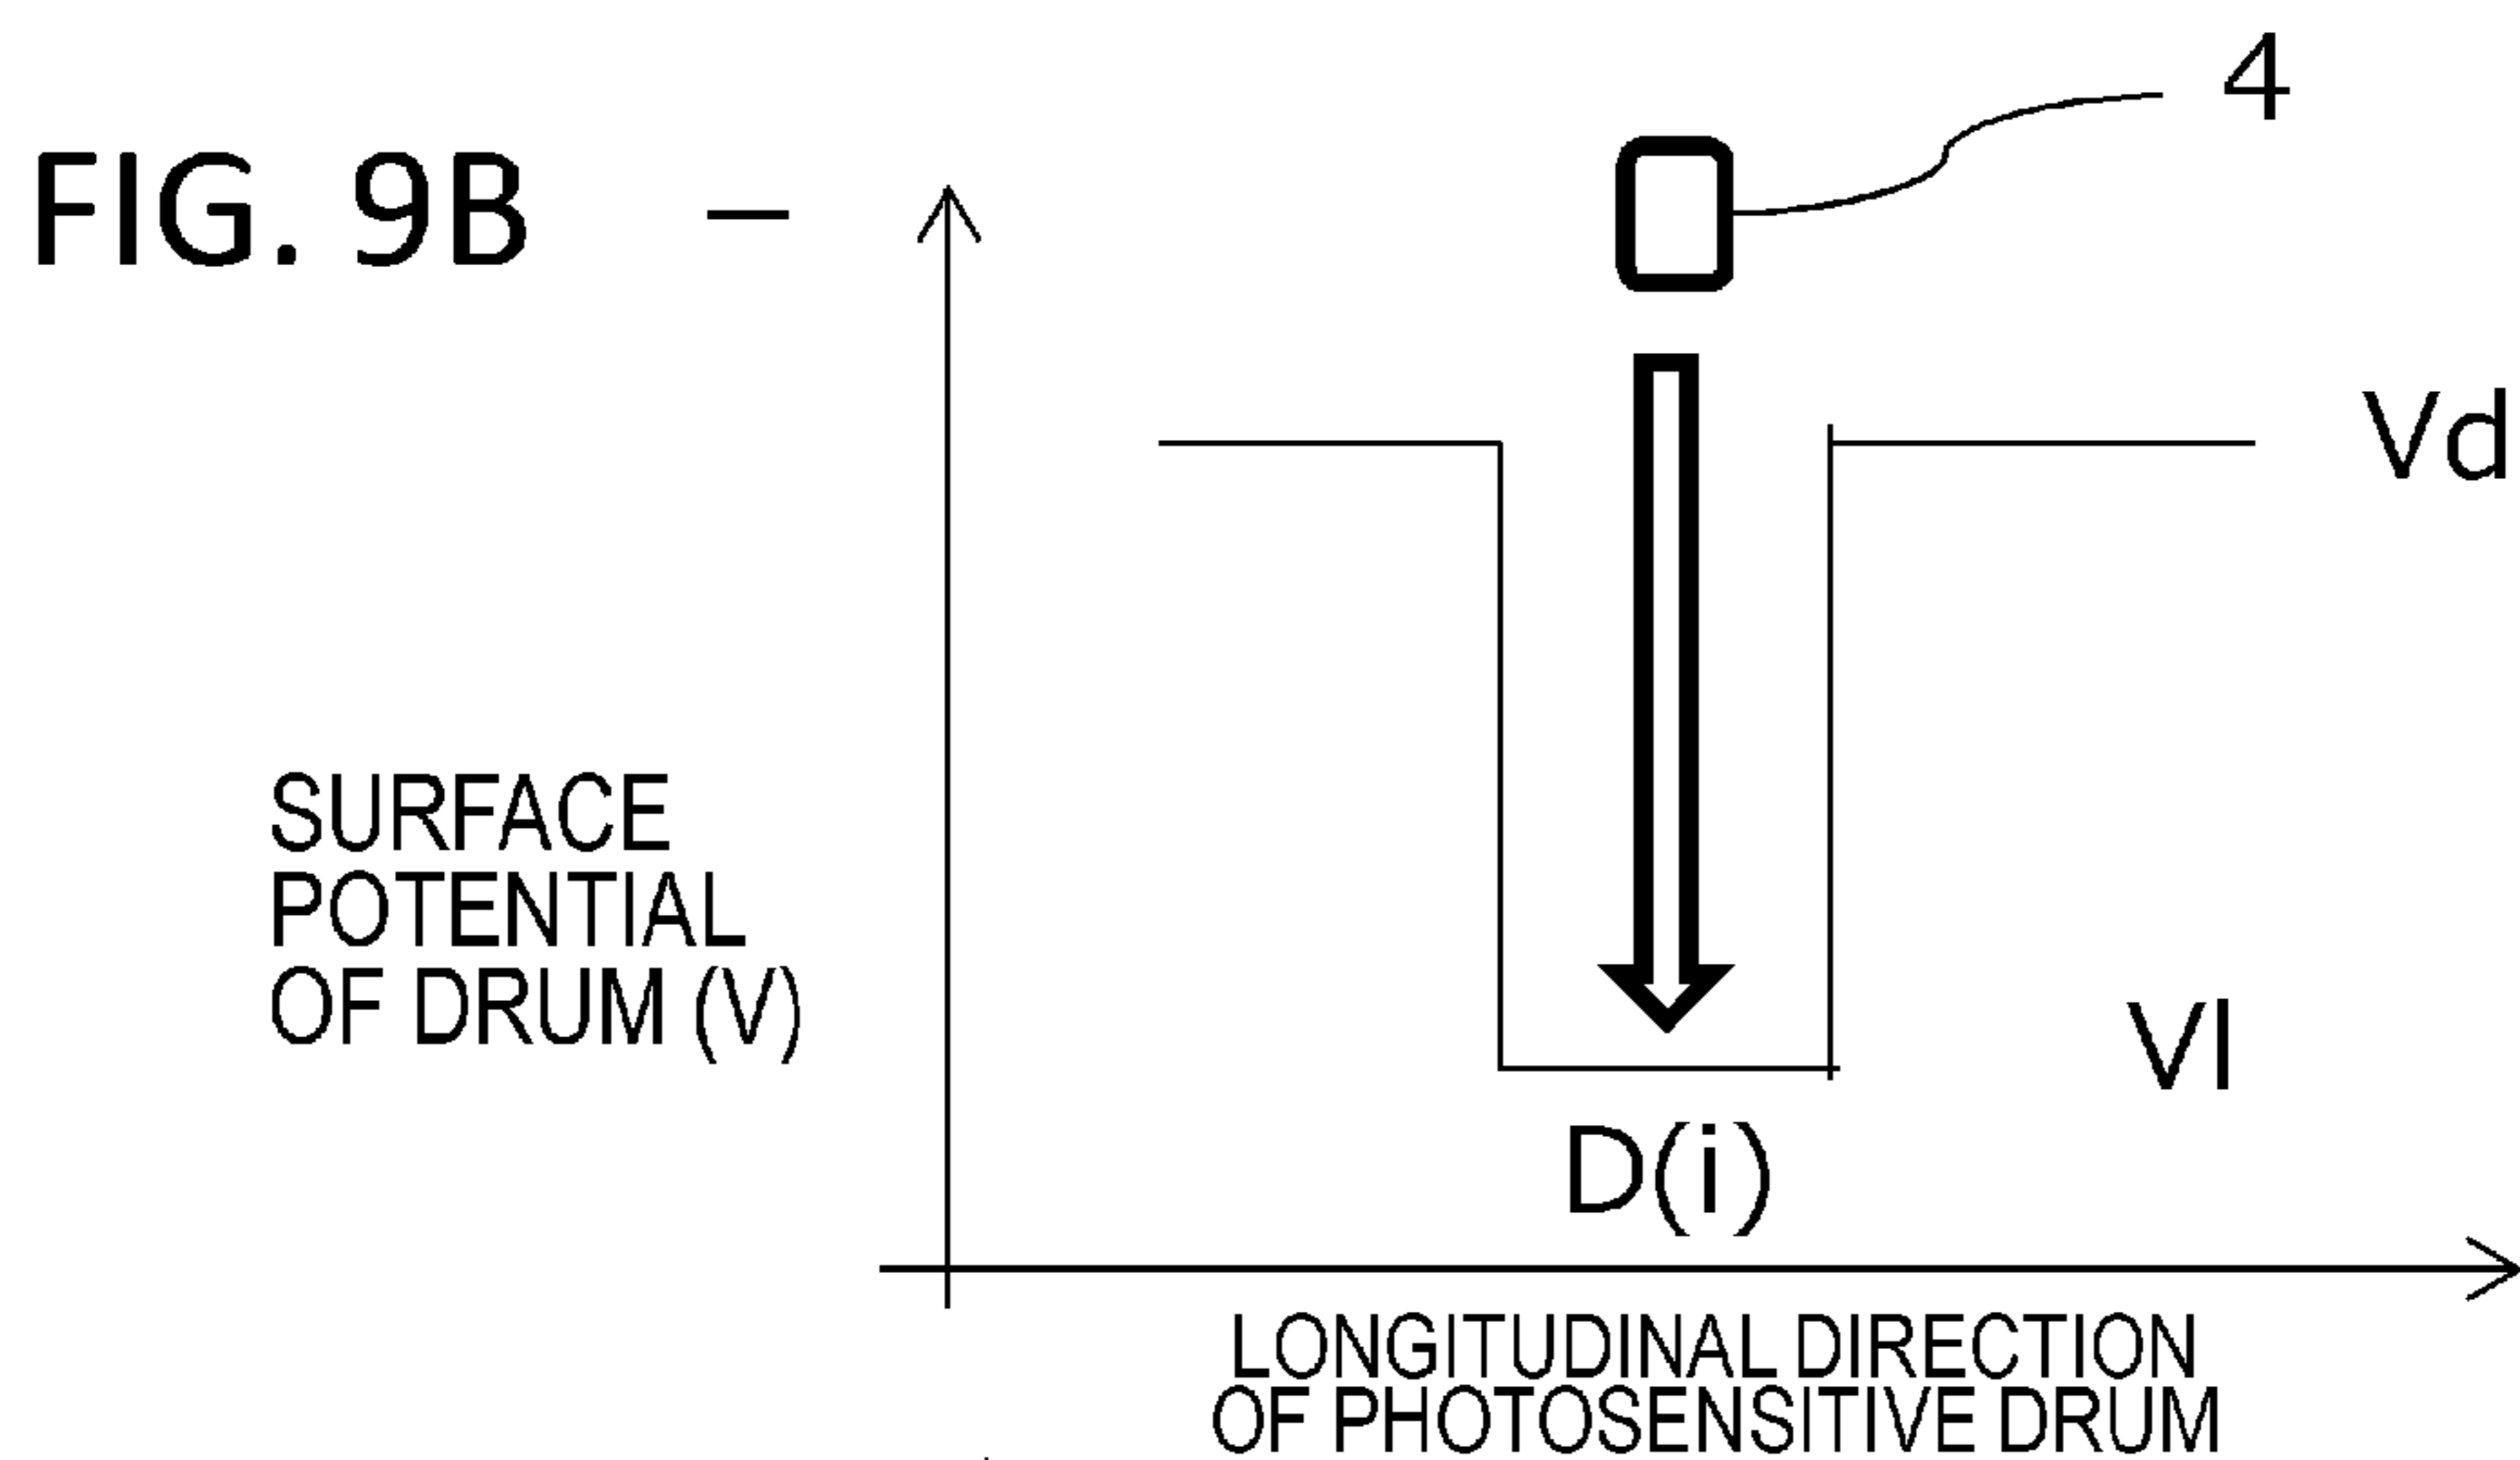 FIG. 9B
–
4
Vd
SURFACE
POTENTIAL
OF DRUM (V)
Vl
D(i)
LONGITUDINAL DIRECTION
OF PHOTOSENSITIVE DRUM